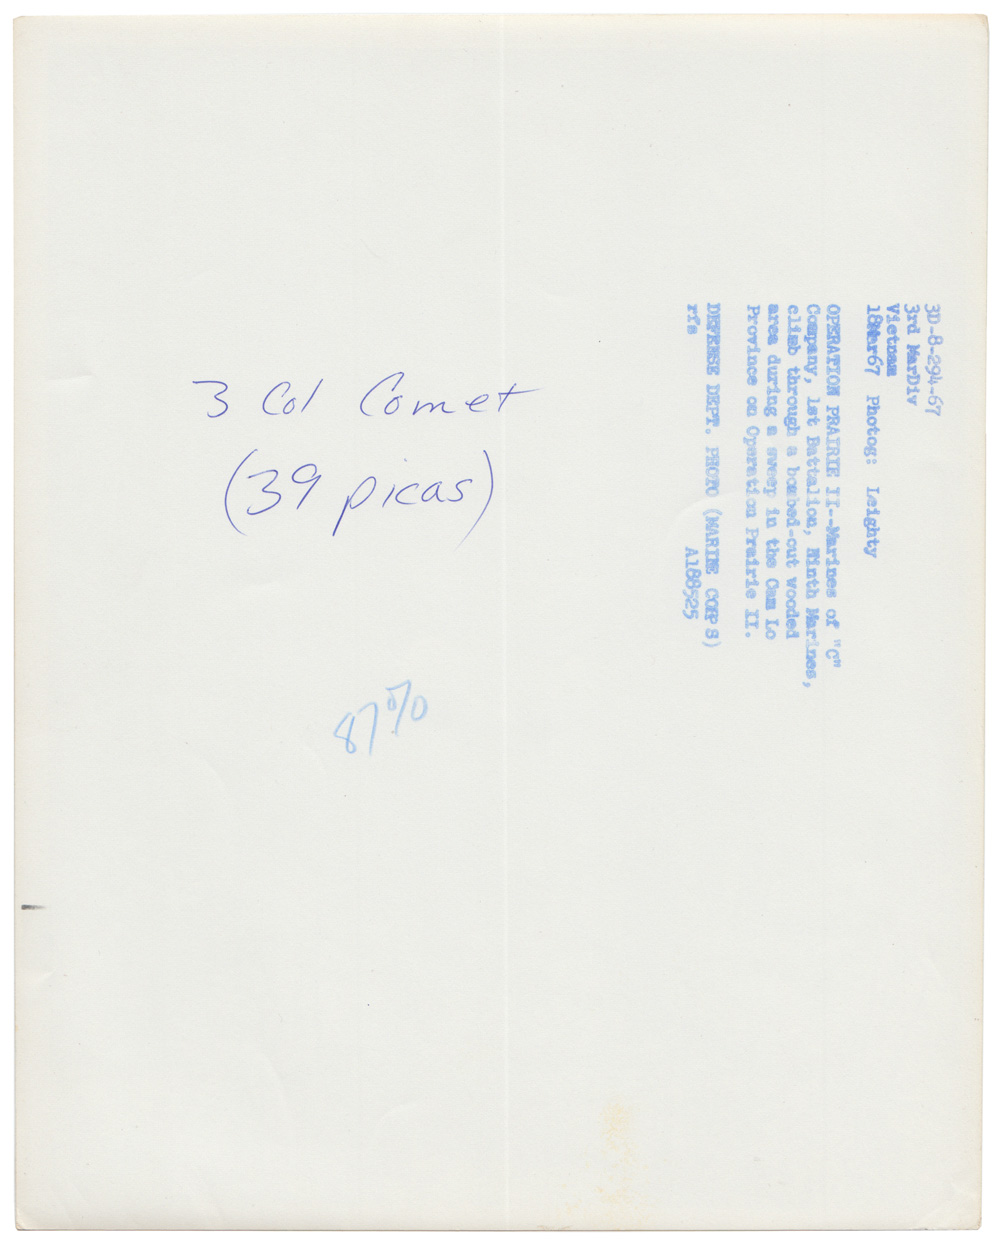 3 Col Comet
(39 picas)
87%
3D-8-294-67
3rd MarDiv
Vietnam
18Mar67 Photog: Leighty
OPERATION PRAIRIE II--Marines of "C"
Company, 1st Battalion, Ninth Marines,
climb through a bombed-out wooded
area during a sweep in the Cam Lo
Province on Operation Prairie II.
DEFENSE DEPT. PHOTO (MARINE CORPS)
rfs A188525